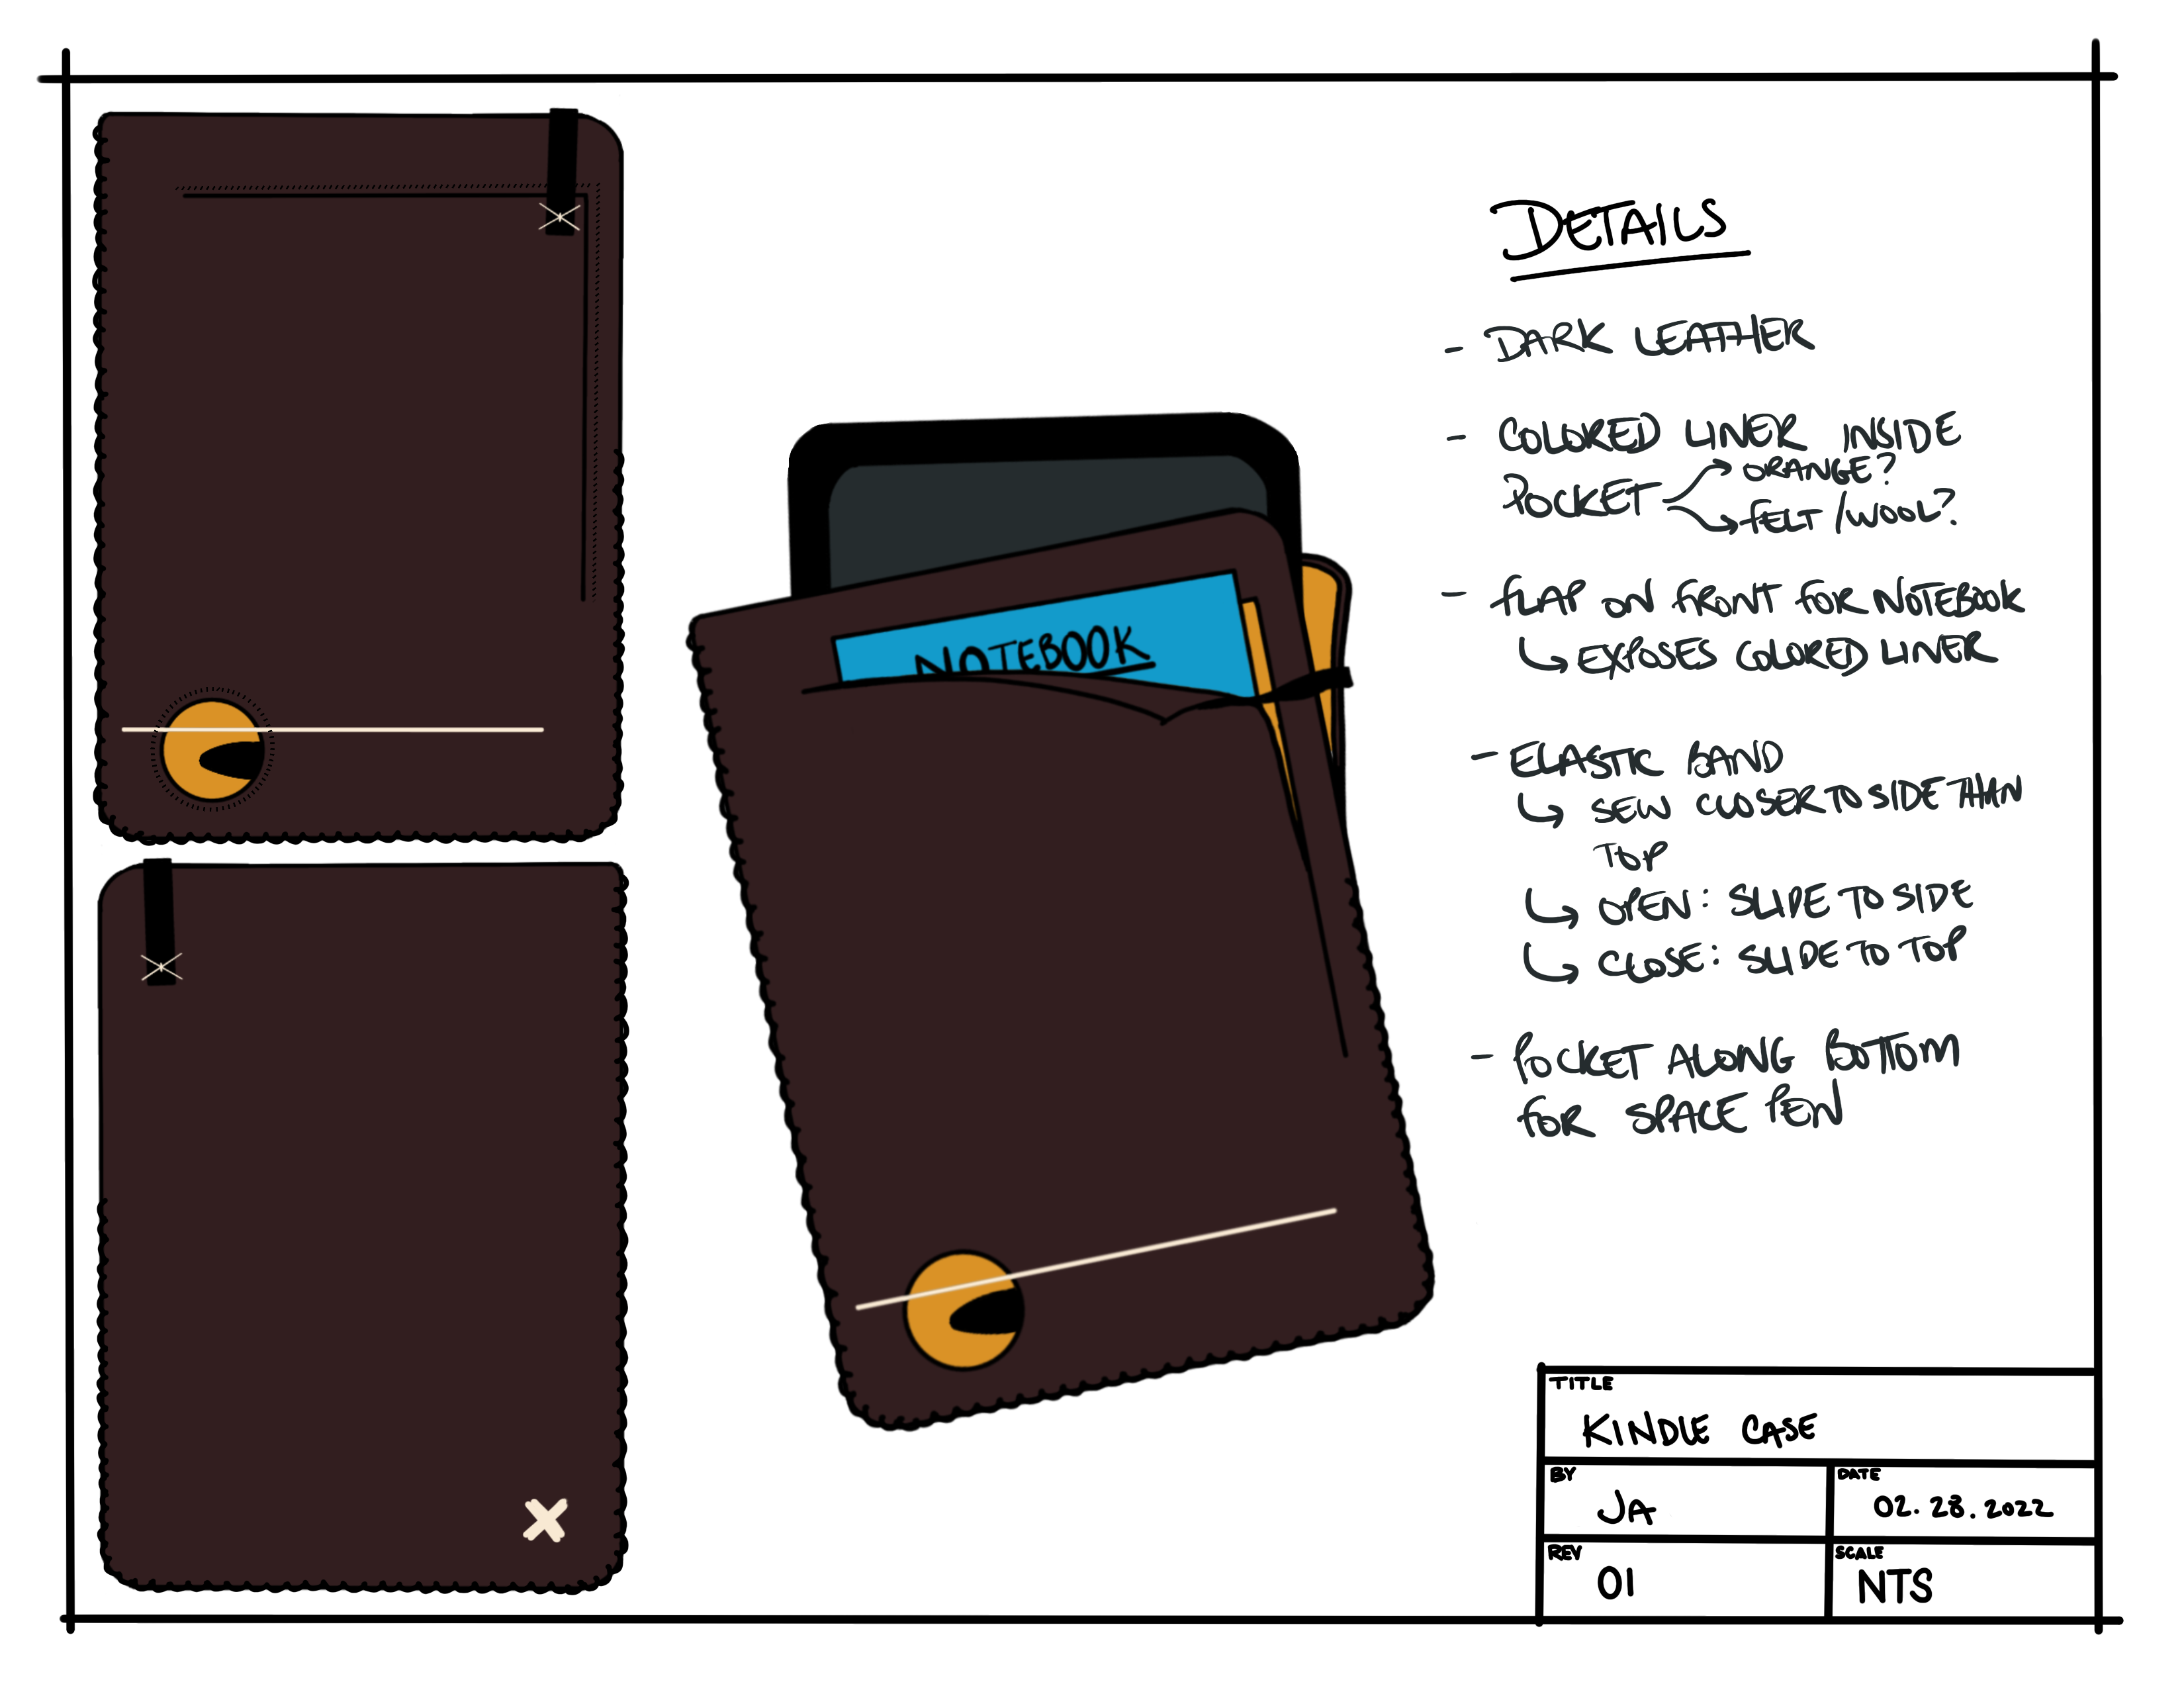 DETAILS
- DARK LEATHER
- COLORED LINER INSIDE
POCKET → ORANGE?
→ FELT/WOOL?
- FLAP ON FRONT FOR NOTEBOOK
↳ EXPOSES COLORED LINER
- ELASTIC BAND
↳ SEW CLOSER TO SIDE THAN
TOP
↳ OPEN: SLIDE TO SIDE
↳ CLOSE: SLIDE TO TOP
- POCKET ALONG BOTTOM
FOR SPACE PEN
NOTEBOOK
TITLE
KINDLE CASE
BY
JA
DATE
02.28.2022
REV
01
SCALE
NTS